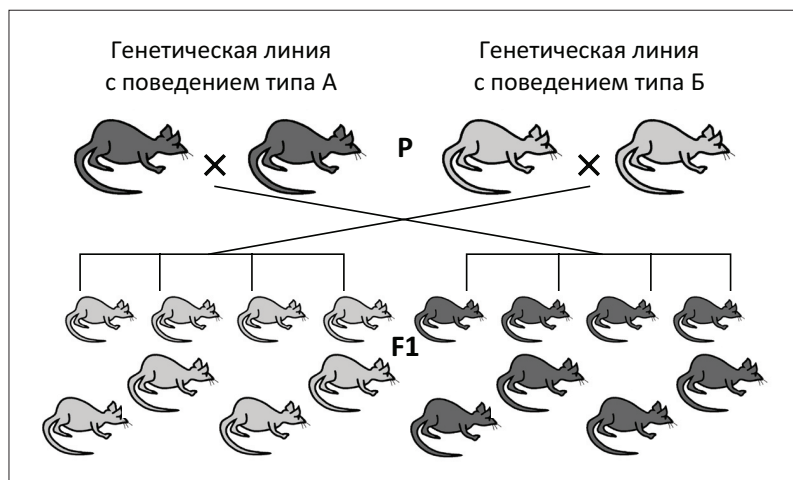 Генетическая линия
с поведением типа А
Генетическая линия
с поведением типа Б
P
F1